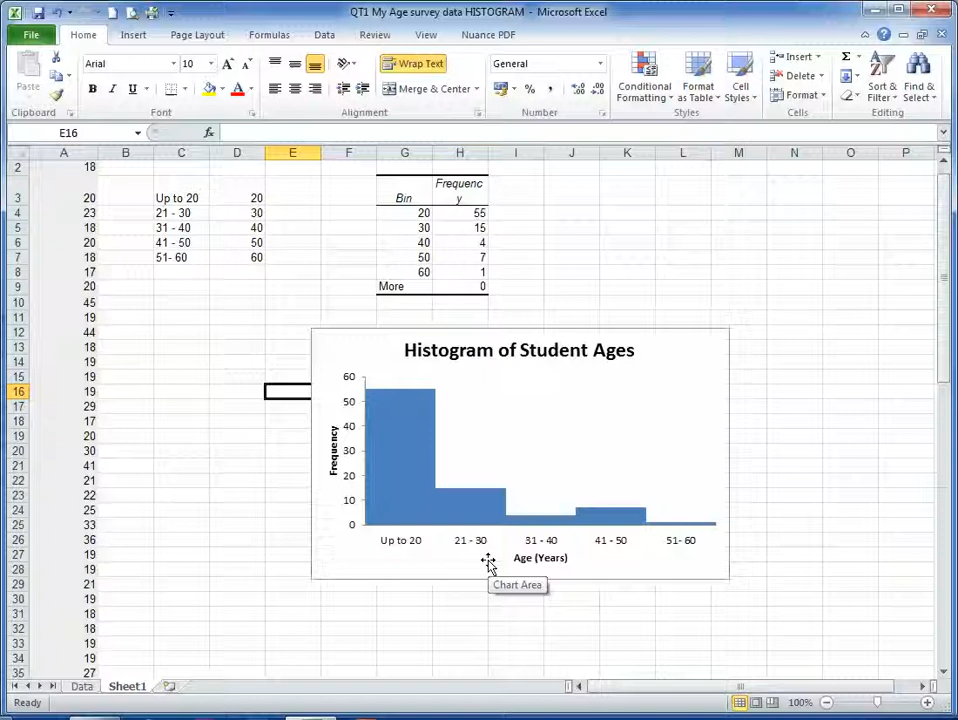 QT1 My Age survey data HISTOGRAM - Microsoft Excel
File Home Insert Page Layout Formulas Data Review View Nuance PDF
Arial 10 A A Wrap Text General Insert Σ
Paste B I U A Merge & Center % , Conditional Formatting Format as Table Cell Styles Delete Format Sort & Filter Find & Select
Clipboard Font Alignment Number Styles Cells Editing
E16 fx
A B C D E F G H I J K L M N O P
2 18
3 20 Up to 20 20 Bin Frequenc
y
4 23 21 - 30 30 20 55
5 18 31 - 40 40 30 15
6 20 41 - 50 50 40 4
7 18 51- 60 60 50 7
8 17 60 1
9 20 More 0
10 45
11 19
12 44
13 18
14 19
15 19
16 19
17 29
18 17
19 20
20 30
21 41
22 22
23 22
24 25
25 33
26 36
27 19
28 19
29 21
30 19
31 18
32 18
33 19
34 19
35 27
Histogram of Student Ages
Frequency
60
50
40
30
20
10
0
Up to 20 21 - 30 31 - 40 41 - 50 51- 60
Age (Years)
Chart Area
Data Sheet1
Ready 100%